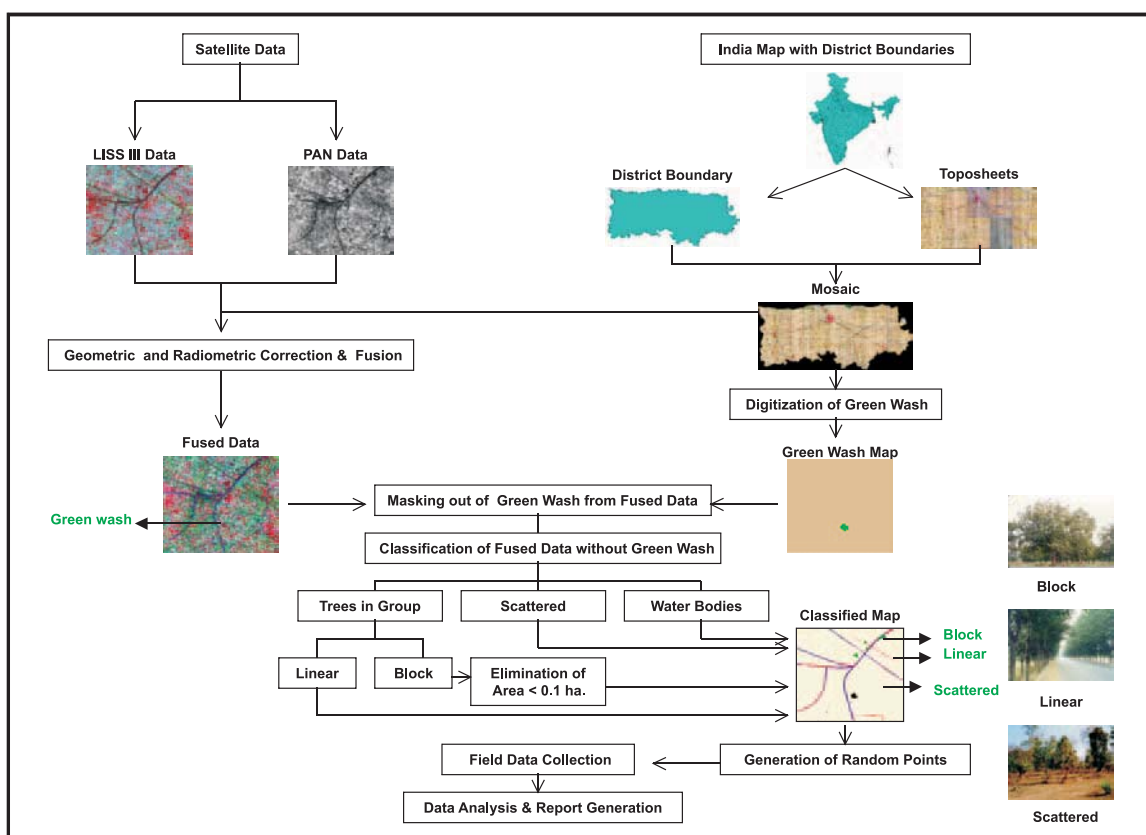 Satellite Data
India Map with District Boundaries
LISS III Data
PAN Data
District Boundary
Toposheets
Mosaic
Geometric and Radiometric Correction & Fusion
Digitization of Green Wash
Fused Data
Green Wash Map
Green wash
Masking out of Green Wash from Fused Data
Classification of Fused Data without Green Wash
Trees in Group
Scattered
Water Bodies
Classified Map
Linear
Block
Elimination of
Area < 0.1 ha.
Block
Linear
Scattered
Block
Linear
Scattered
Field Data Collection
Generation of Random Points
Data Analysis & Report Generation